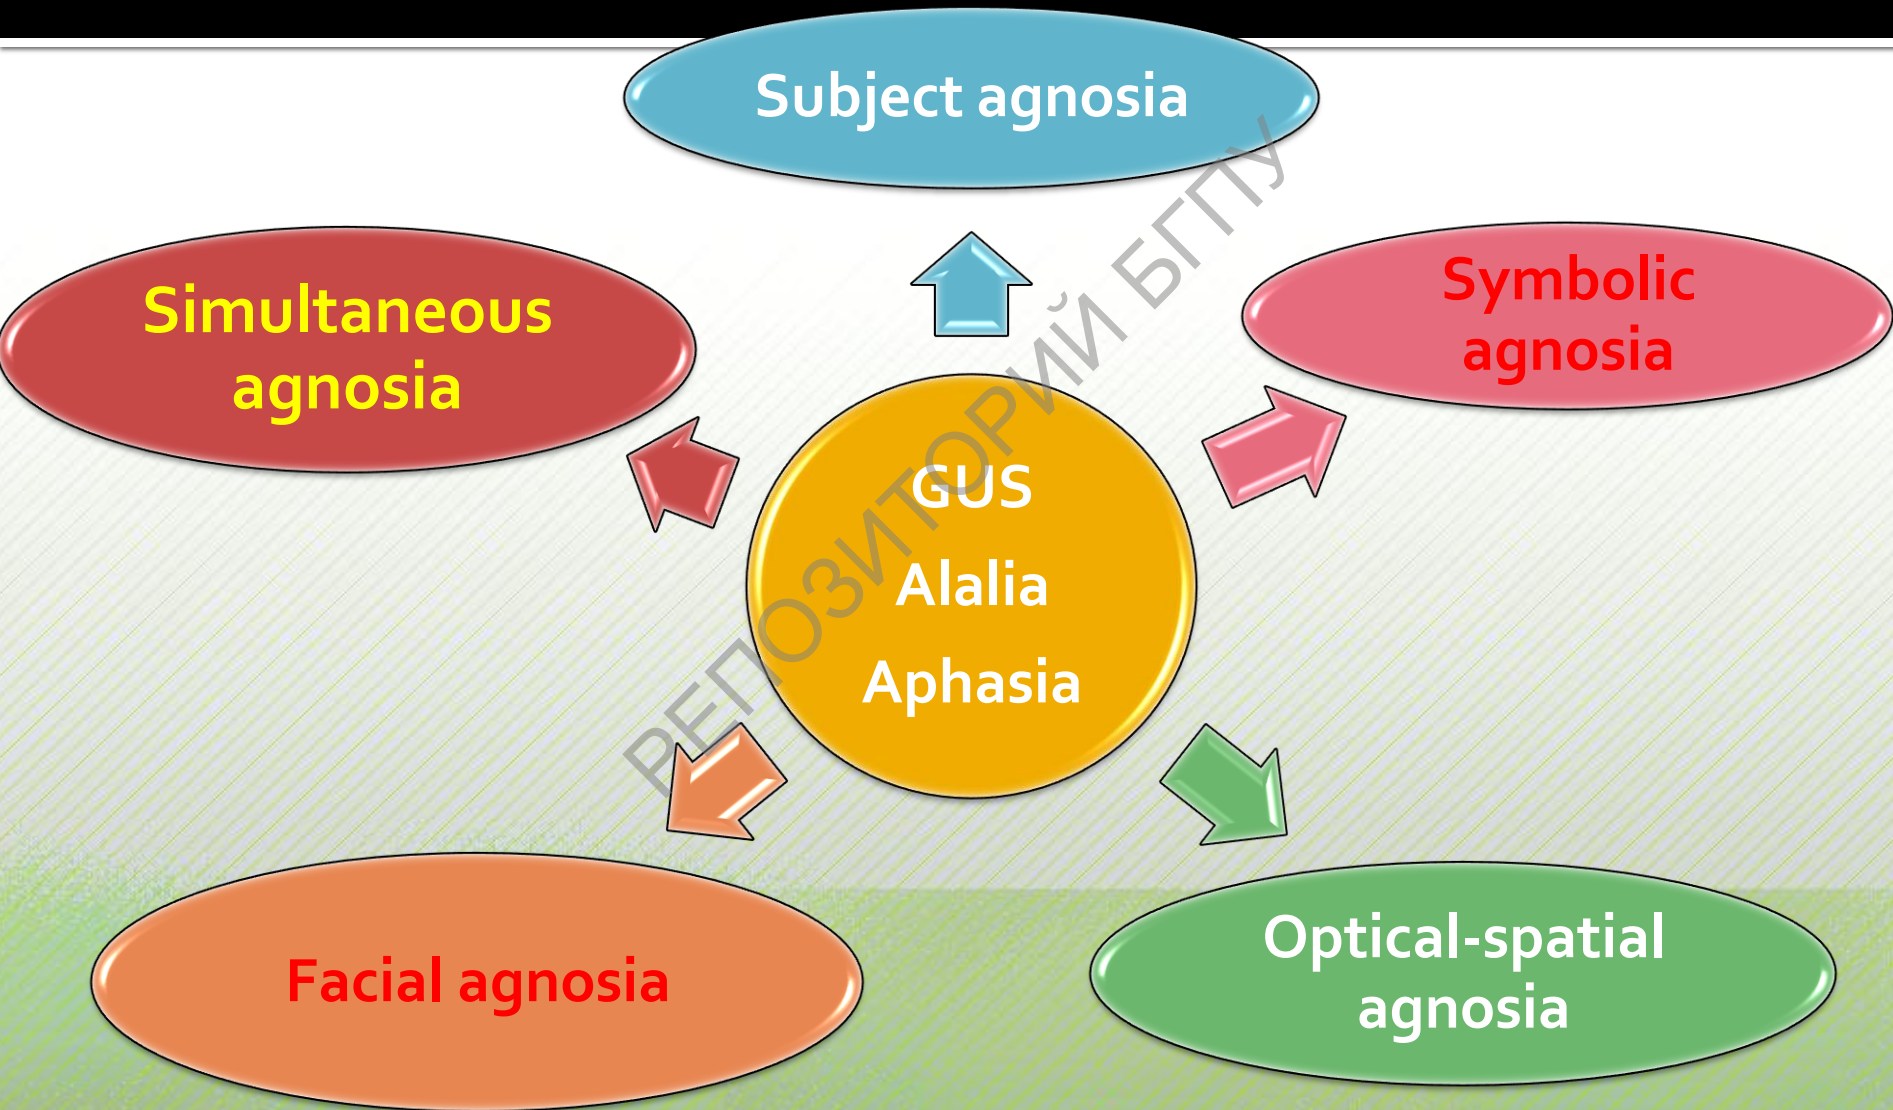 Subject agnosia
Symbolic
agnosia
Simultaneous
agnosia
GUS
Alalia
Aphasia
Facial agnosia
Optical-spatial
agnosia
РЕПОЗИТОРИЙ БГПУ